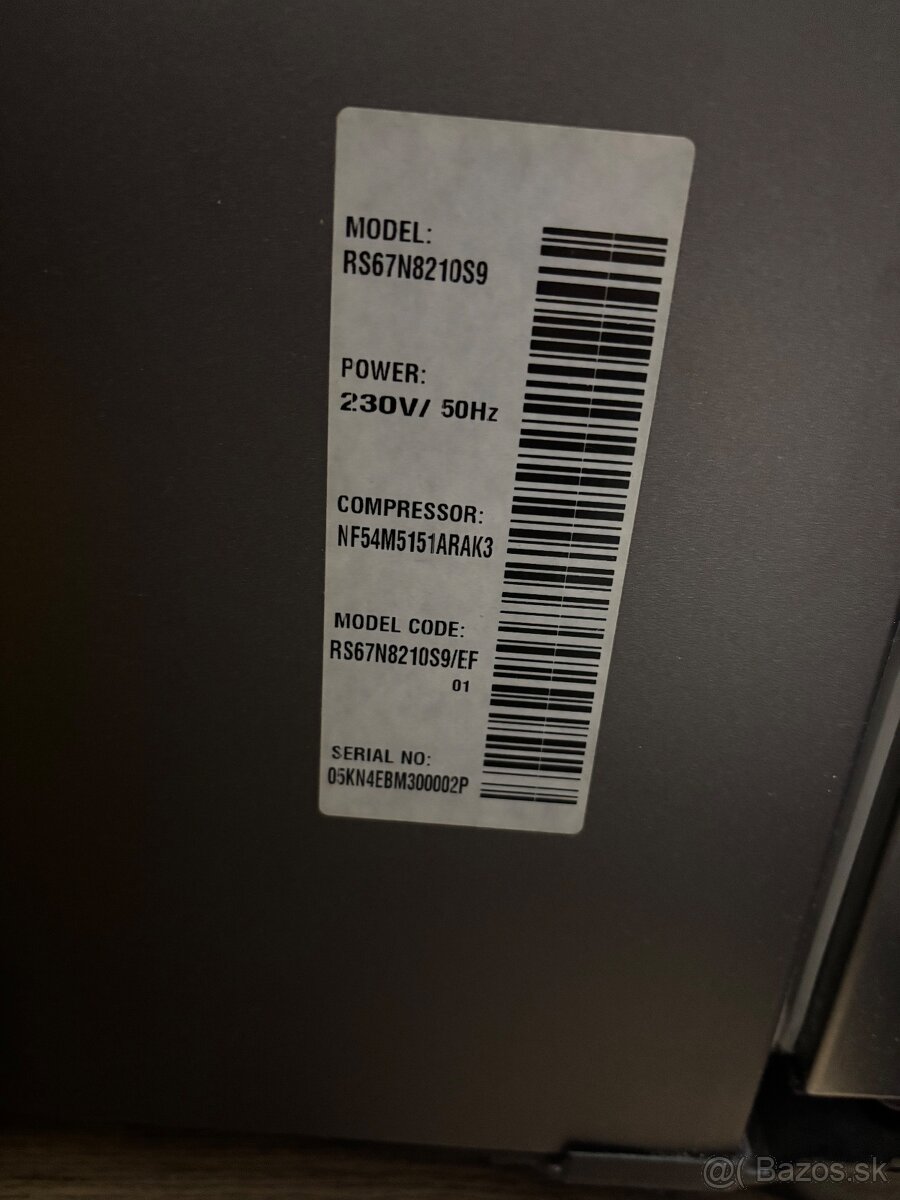 MODEL:
RS67N8210S9
POWER:
230V/ 50Hz
COMPRESSOR:
NF54M5151ARAK3
MODEL CODE:
RS67N8210S9/EF
01
SERIAL NO:
05KN4EBM300002P
@( Bazos.sk